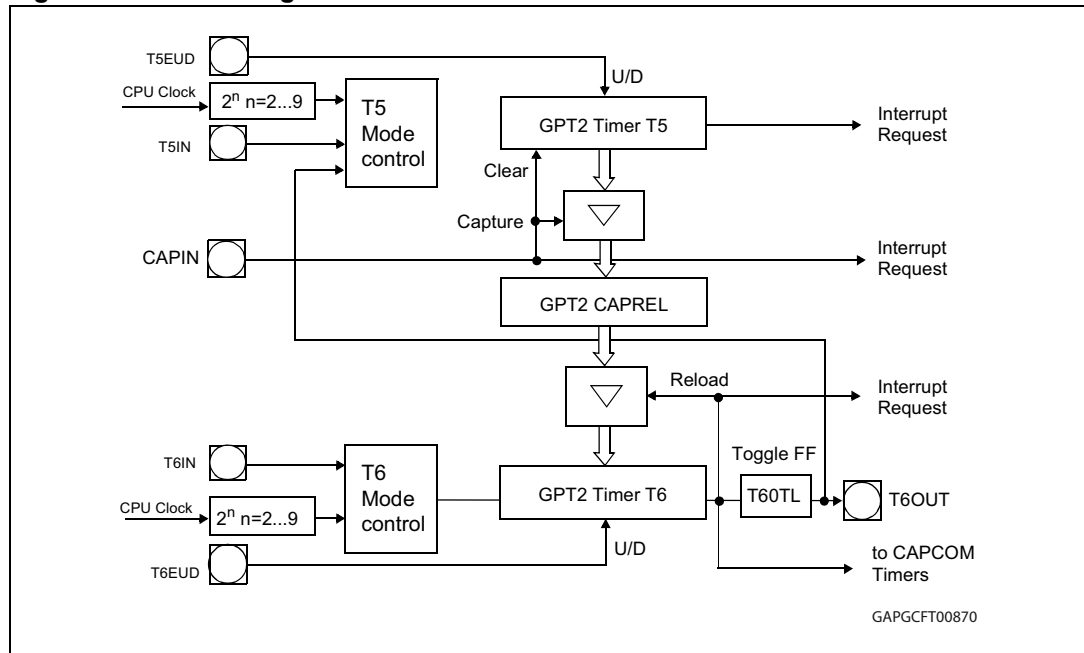 T5EUD
U/D
CPU Clock
2ⁿ n=2...9
T5 Mode control
T5IN
GPT2 Timer T5
Interrupt Request
Clear
Capture
CAPIN
Interrupt Request
GPT2 CAPREL
Reload
Interrupt Request
T6IN
T6 Mode control
Toggle FF
GPT2 Timer T6
T60TL
T6OUT
CPU Clock
2ⁿ n=2...9
U/D
T6EUD
to CAPCOM Timers
GAPGCFT00870